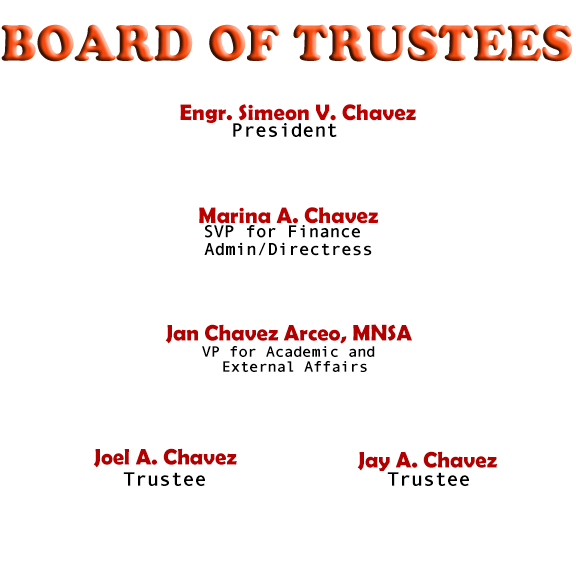 BOARD OF TRUSTEES
Engr. Simeon V. Chavez
President
Marina A. Chavez
SVP for Finance
Admin/Directress
Jan Chavez Arceo, MNSA
VP for Academic and
External Affairs
Joel A. Chavez
Trustee
Jay A. Chavez
Trustee